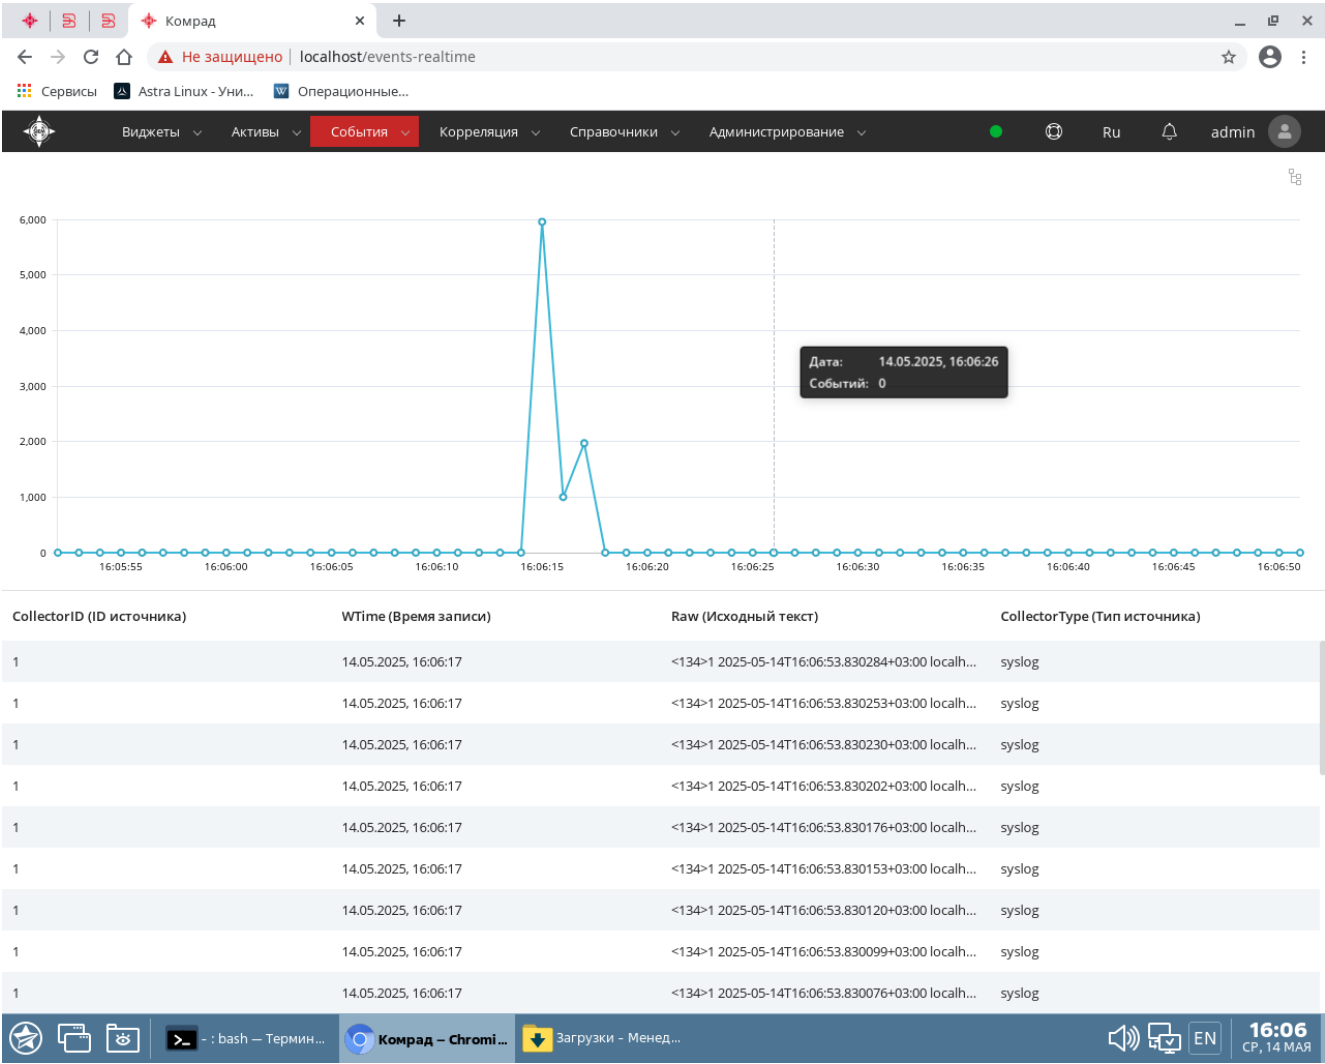 Комрад
Не защищено localhost/events-realtime
Сервисы Astra Linux - Уни... Операционные...
Виджеты Активы События Корреляция Справочники Администрирование Ru admin
6,000
5,000
4,000
3,000
2,000
1,000
0
Дата: 14.05.2025, 16:06:26
Событий: 0
16:05:55 16:06:00 16:06:05 16:06:10 16:06:15 16:06:20 16:06:25 16:06:30 16:06:35 16:06:40 16:06:45 16:06:50
CollectorID (ID источника) WTime (Время записи) Raw (Исходный текст) CollectorType (Тип источника)
1 14.05.2025, 16:06:17 <134>1 2025-05-14T16:06:53.830284+03:00 localh... syslog
1 14.05.2025, 16:06:17 <134>1 2025-05-14T16:06:53.830253+03:00 localh... syslog
1 14.05.2025, 16:06:17 <134>1 2025-05-14T16:06:53.830230+03:00 localh... syslog
1 14.05.2025, 16:06:17 <134>1 2025-05-14T16:06:53.830202+03:00 localh... syslog
1 14.05.2025, 16:06:17 <134>1 2025-05-14T16:06:53.830176+03:00 localh... syslog
1 14.05.2025, 16:06:17 <134>1 2025-05-14T16:06:53.830153+03:00 localh... syslog
1 14.05.2025, 16:06:17 <134>1 2025-05-14T16:06:53.830120+03:00 localh... syslog
1 14.05.2025, 16:06:17 <134>1 2025-05-14T16:06:53.830099+03:00 localh... syslog
1 14.05.2025, 16:06:17 <134>1 2025-05-14T16:06:53.830076+03:00 localh... syslog
- : bash — Термин... Комрад – Chromi... Загрузки – Менед... EN 16:06
СР, 14 МАЯ